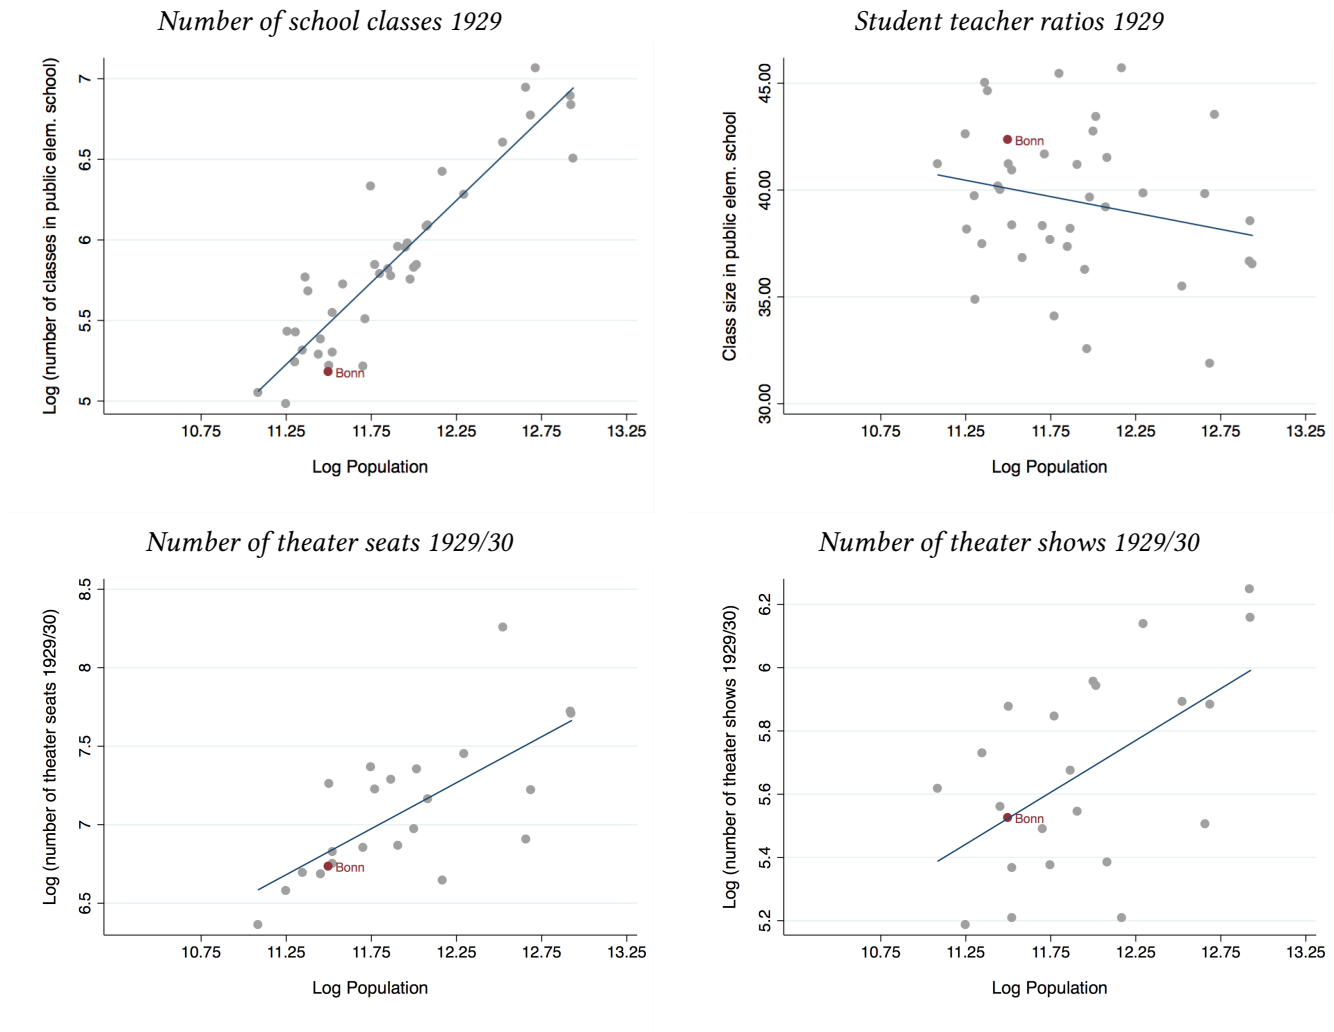 Number of school classes 1929
Log (number of classes in public elem. school)
7
6.5
6
5.5
5
Bonn
10.75 11.25 11.75 12.25 12.75 13.25
Log Population
Student teacher ratios 1929
Class size in public elem. school
45.00
40.00
35.00
30.00
Bonn
10.75 11.25 11.75 12.25 12.75 13.25
Log Population
Number of theater seats 1929/30
Log (number of theater seats 1929/30)
8.5
8
7.5
7
6.5
Bonn
10.75 11.25 11.75 12.25 12.75 13.25
Log Population
Number of theater shows 1929/30
Log (number of theater shows 1929/30)
6.2
6
5.8
5.6
5.4
5.2
Bonn
10.75 11.25 11.75 12.25 12.75 13.25
Log Population